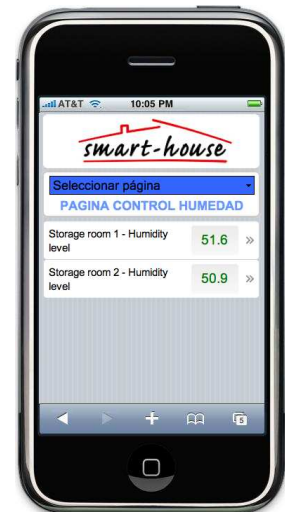 AT&T 10:05 PM
smart-house
Seleccionar página
PAGINA CONTROL HUMEDAD
Storage room 1 - Humidity
level
51.6 »
Storage room 2 - Humidity
level
50.9 »
5